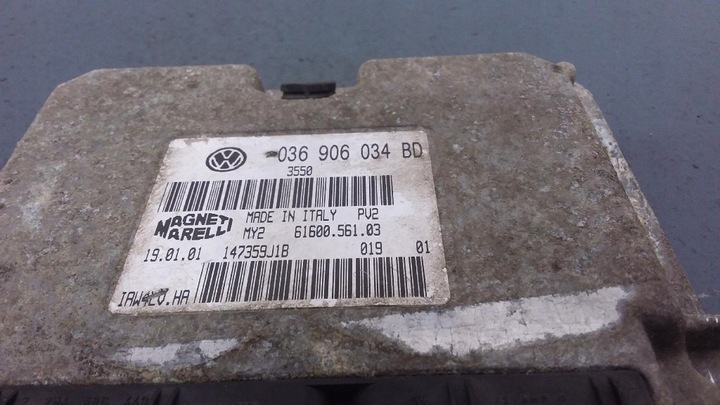 036 906 034 BD
3550
MAGNETI MARELLI
MADE IN ITALY PV2
MY2 61600.561.03
19.01.01 147359J1B 019 01
IAW4LV.HA